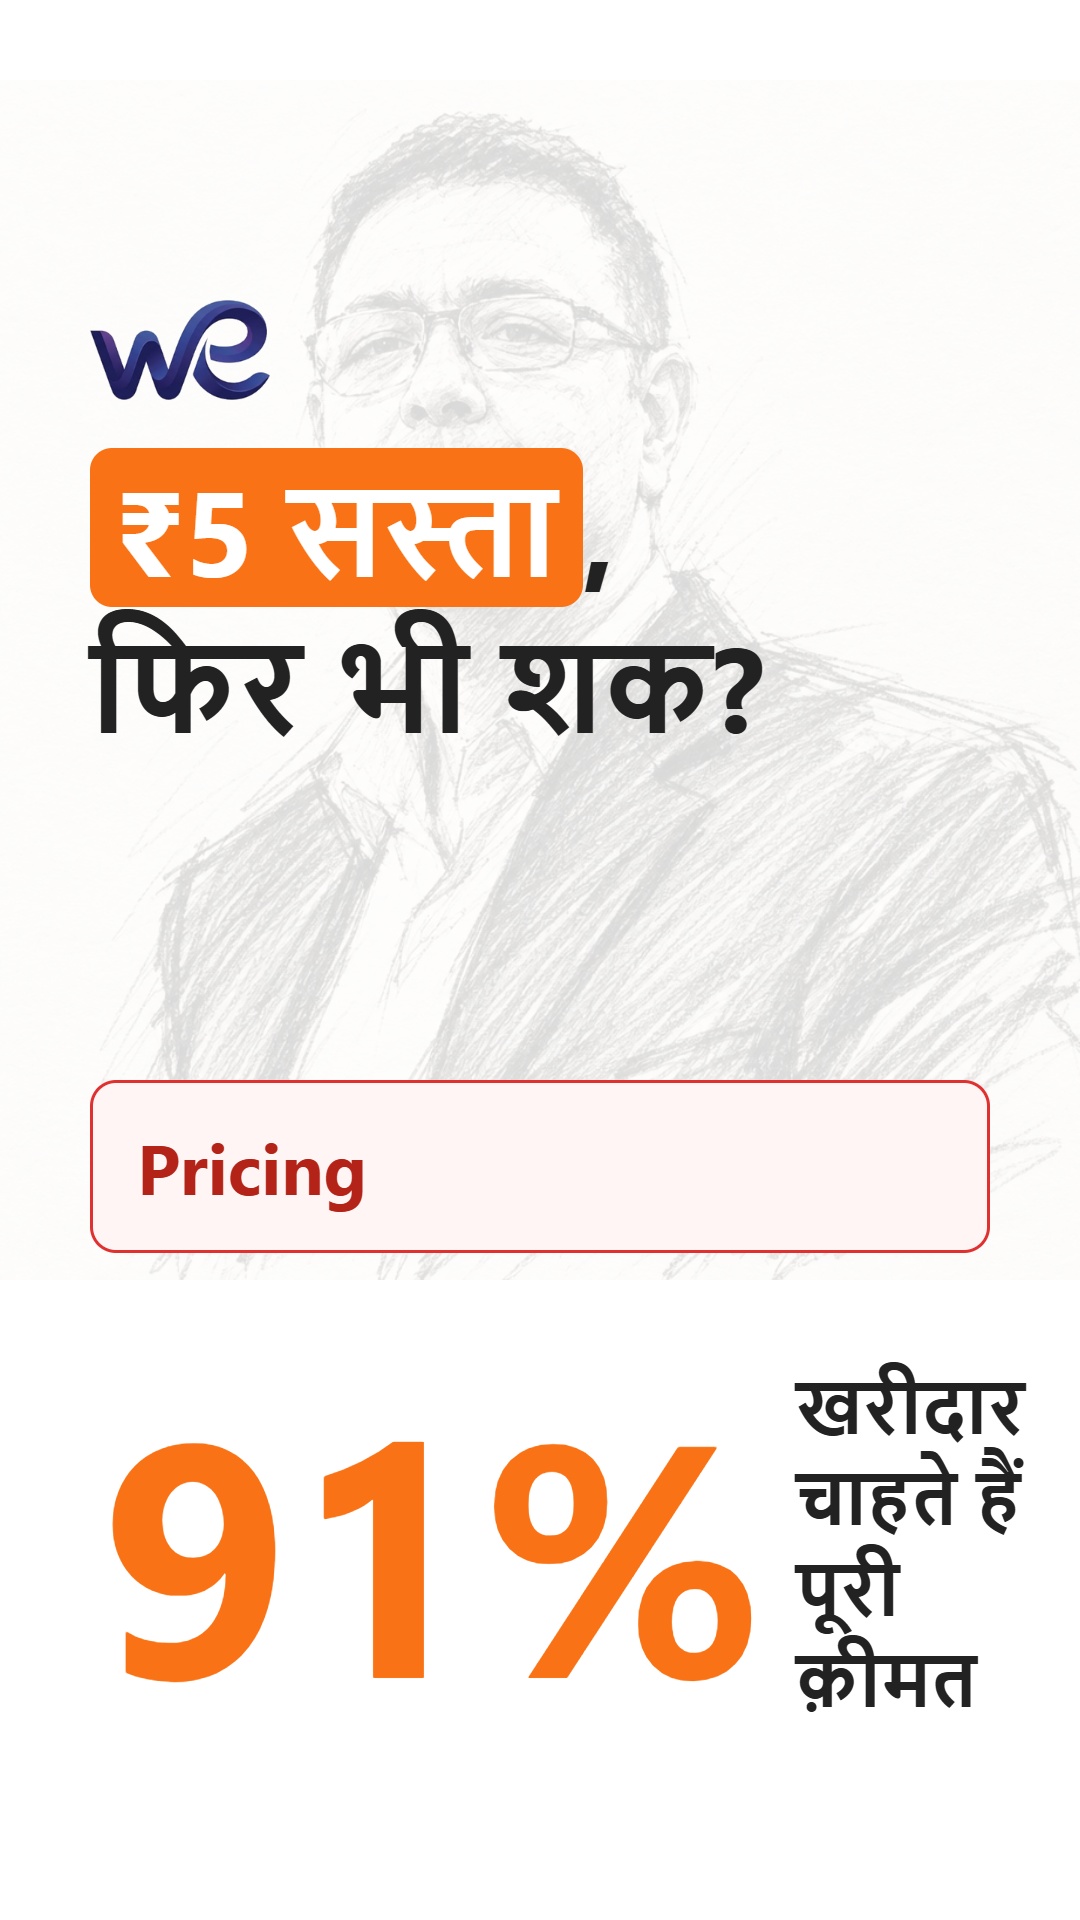 we
₹5 सस्ता,
फिर भी शक?
Pricing
91%
खरीदार
चाहते हैं
पूरी
क़ीमत